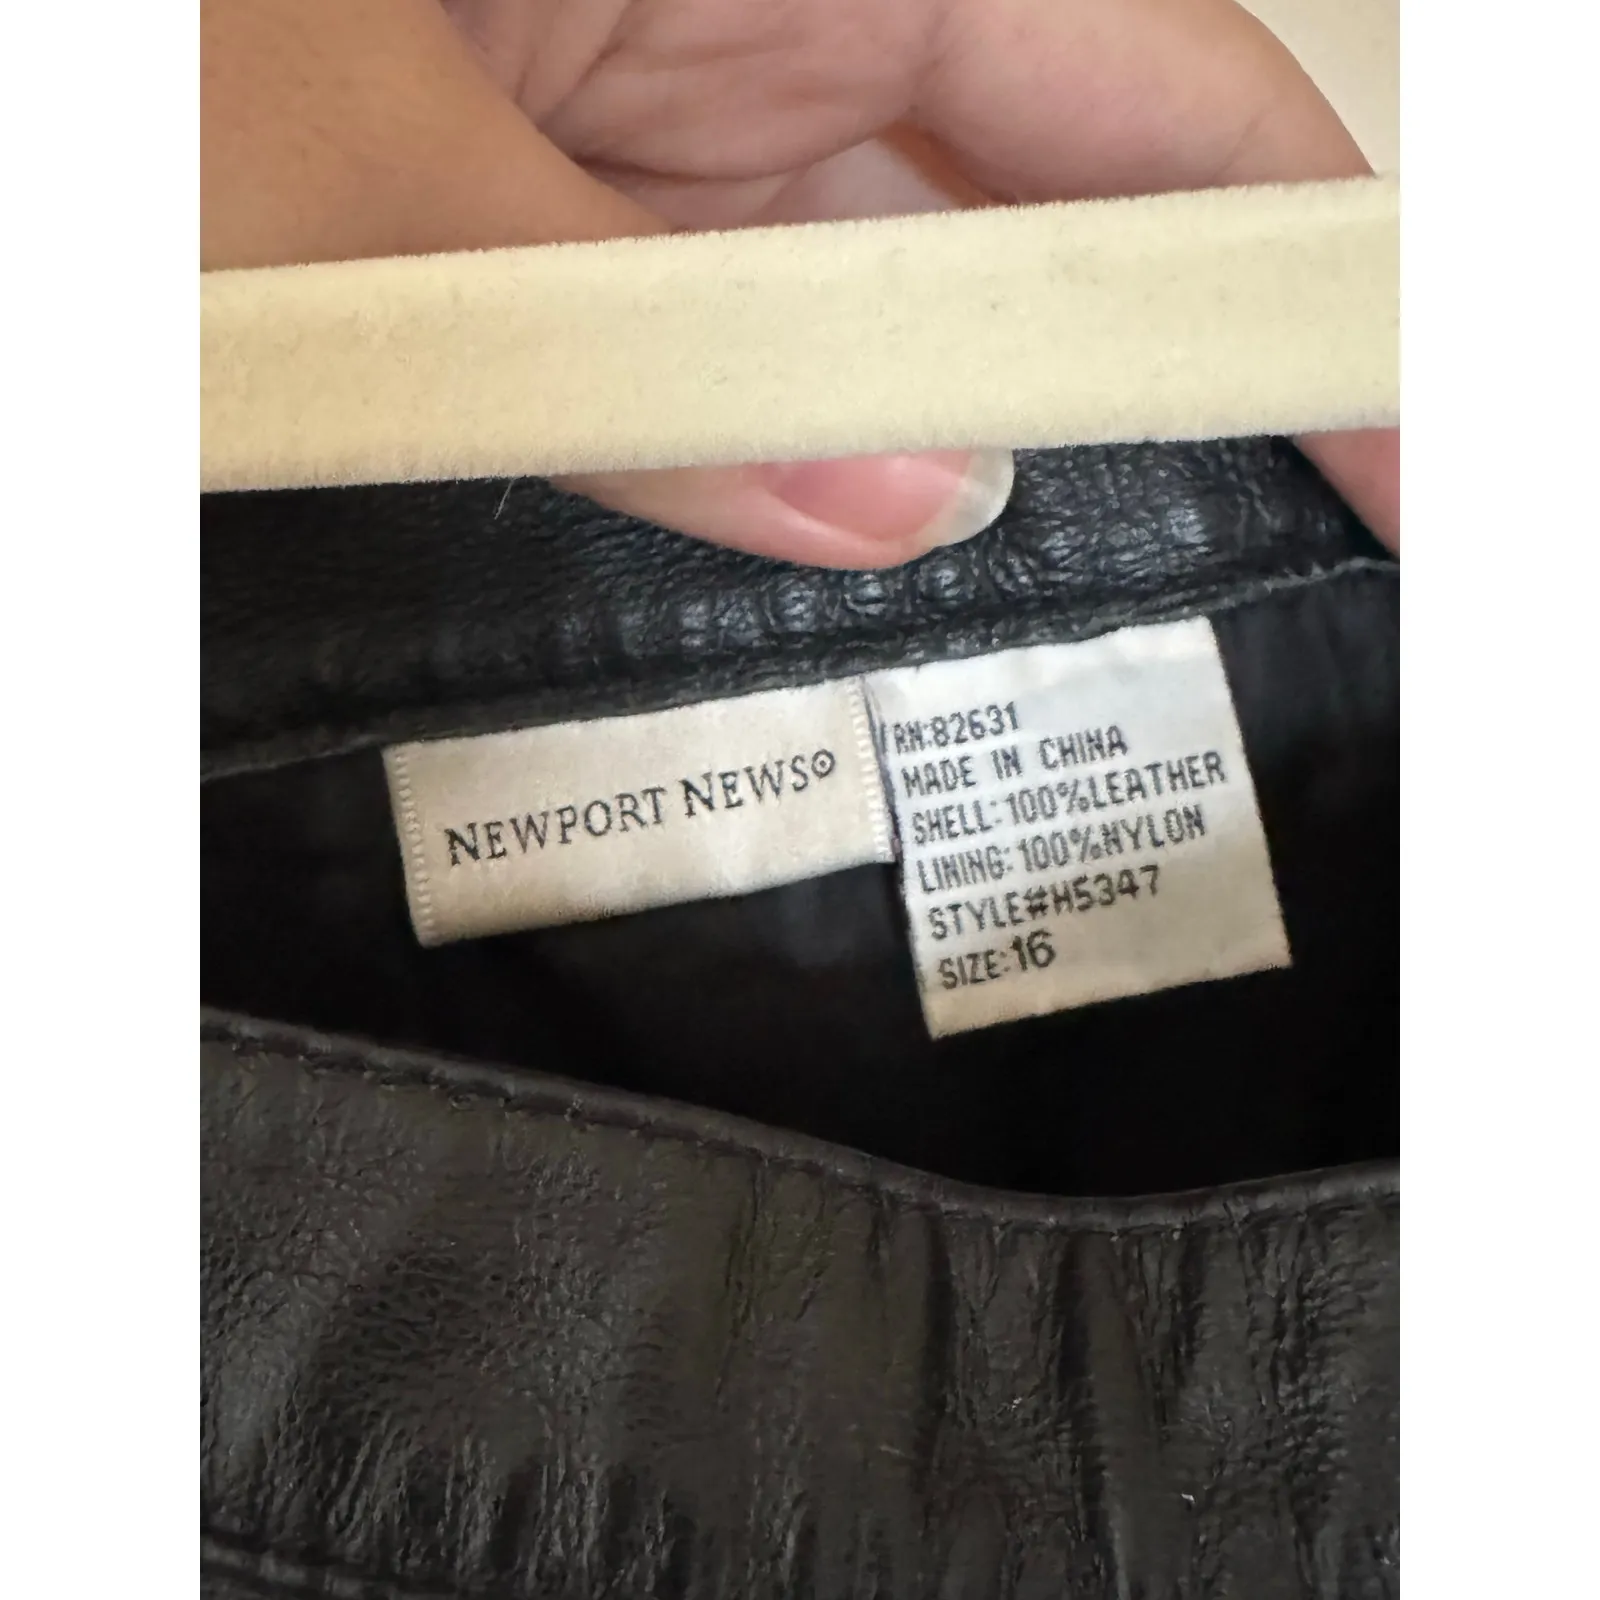 NEWPORT NEWS®
RN:82631
MADE IN CHINA
SHELL:100%LEATHER
LINING:100%NYLON
STYLE#H5347
SIZE:16